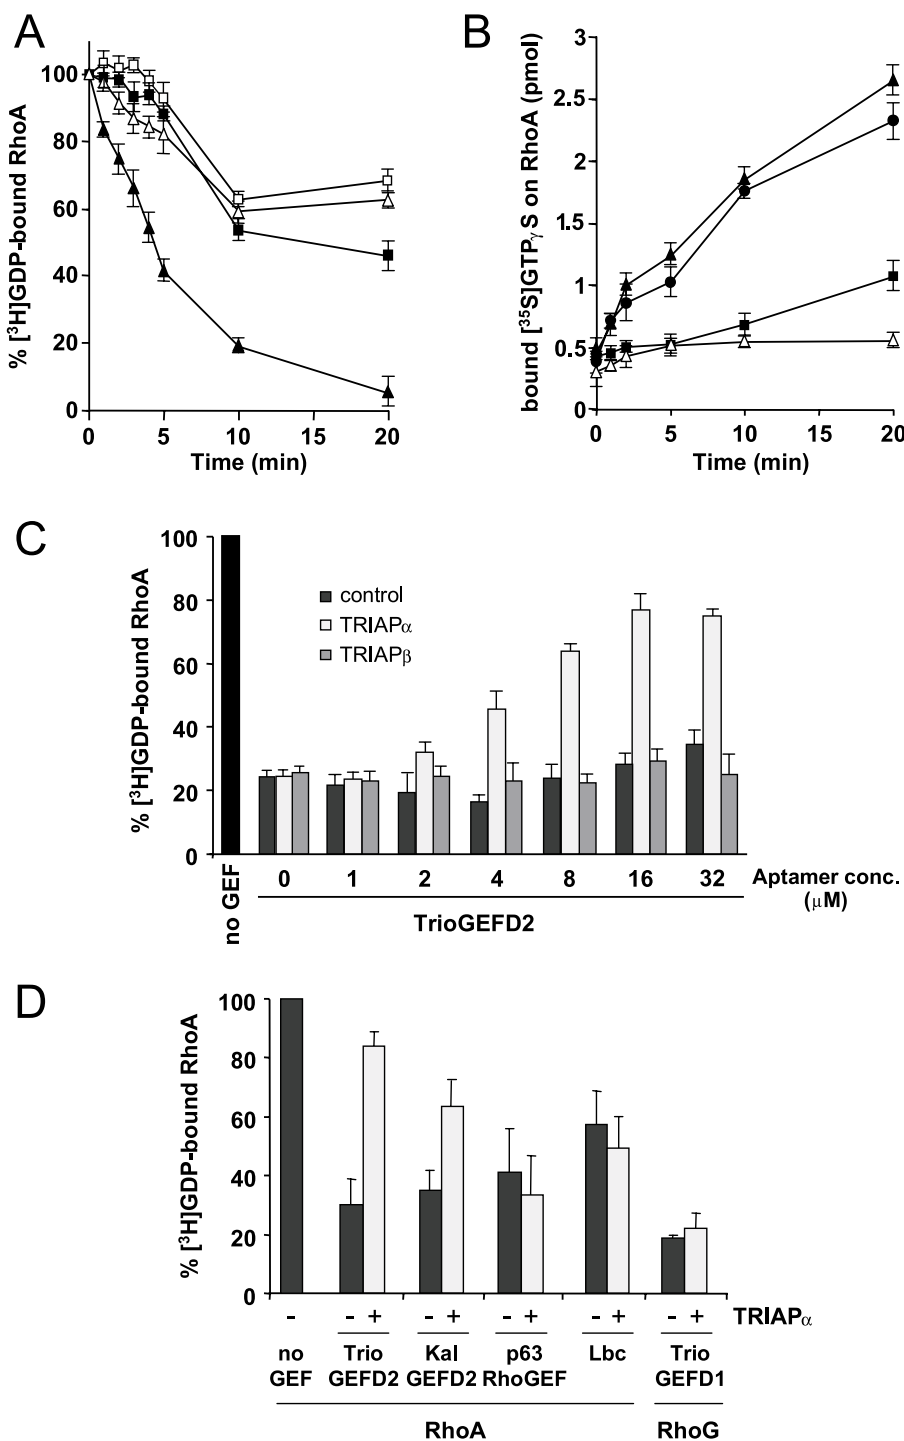 A
% [³H]GDP-bound RhoA
100
80
60
40
20
0
0 5 10 15 20
Time (min)
B
bound [³⁵S]GTPγS on RhoA (pmol)
3
2.5
2
1.5
1
0.5
0
0 5 10 15 20
Time (min)
C
% [³H]GDP-bound RhoA
100
80
60
40
20
0
control
TRIAPα
TRIAPβ
no GEF
0 1 2 4 8 16 32 Aptamer conc.
(µM)
TrioGEFD2
D
% [³H]GDP-bound RhoA
100
80
60
40
20
0
- - + - + - + - + - + TRIAPα
no Trio Kal p63 Lbc Trio
GEF GEFD2 GEFD2 RhoGEF GEFD1
RhoA RhoG